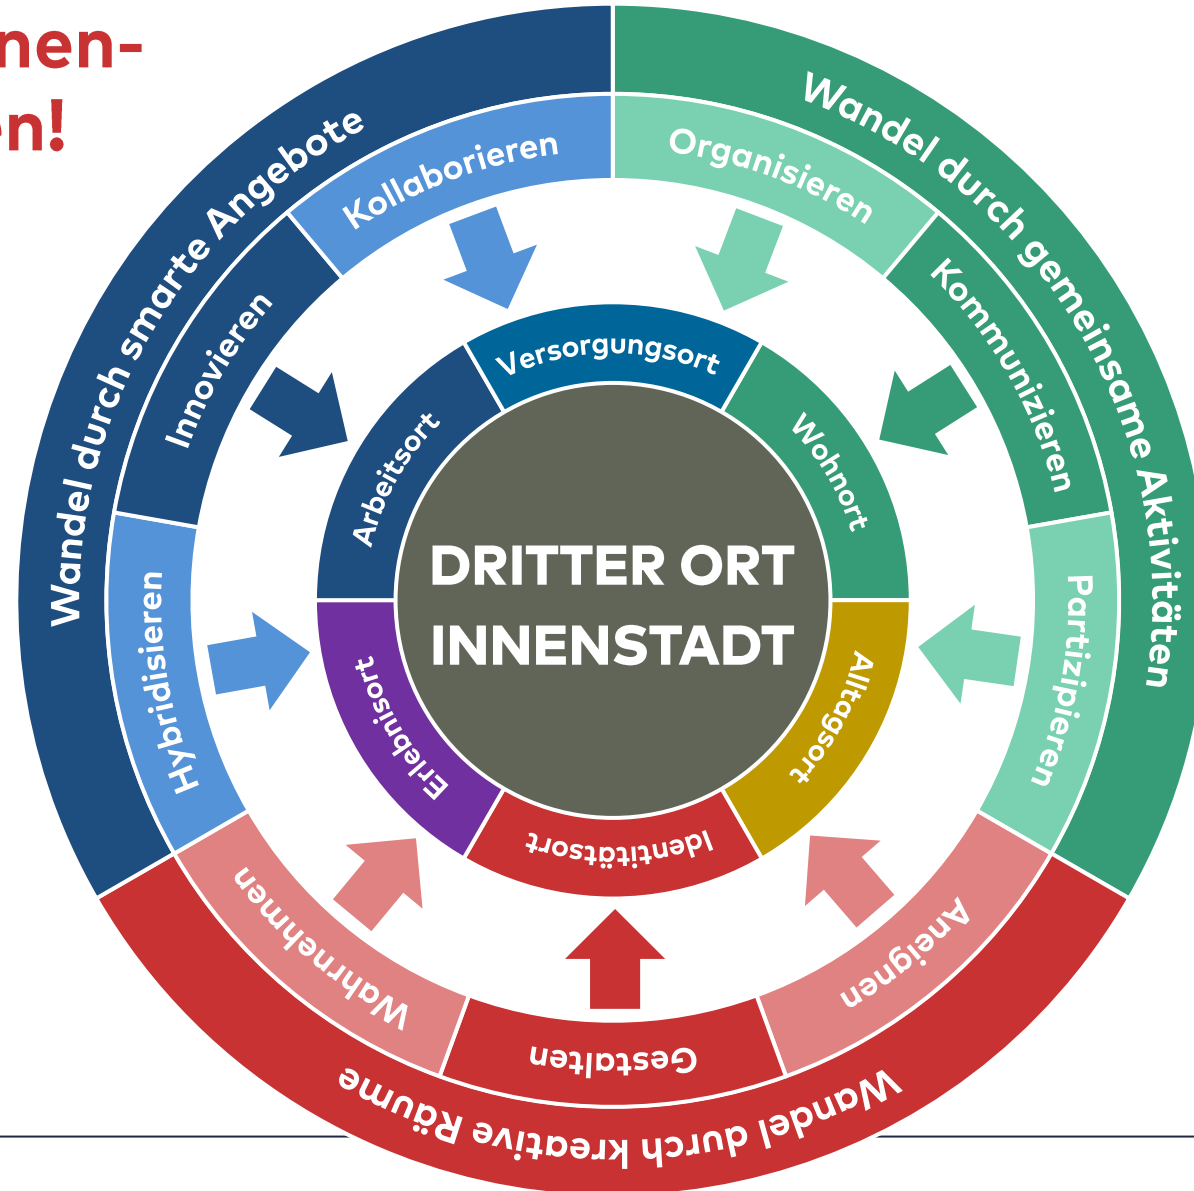 nen-
en!
Wandel durch smarte Angebote
Wandel durch gemeinsame Aktivitäten
Wandel durch kreative Räume
Kollaborieren
Organisieren
Kommunizieren
Partizipieren
Aneignen
Gestalten
Wahrnehmen
Hybridisieren
Innovieren
Versorgungsort
Wohnort
Alltagsort
Identitätsort
Erlebnisort
Arbeitsort
DRITTER ORT
INNENSTADT